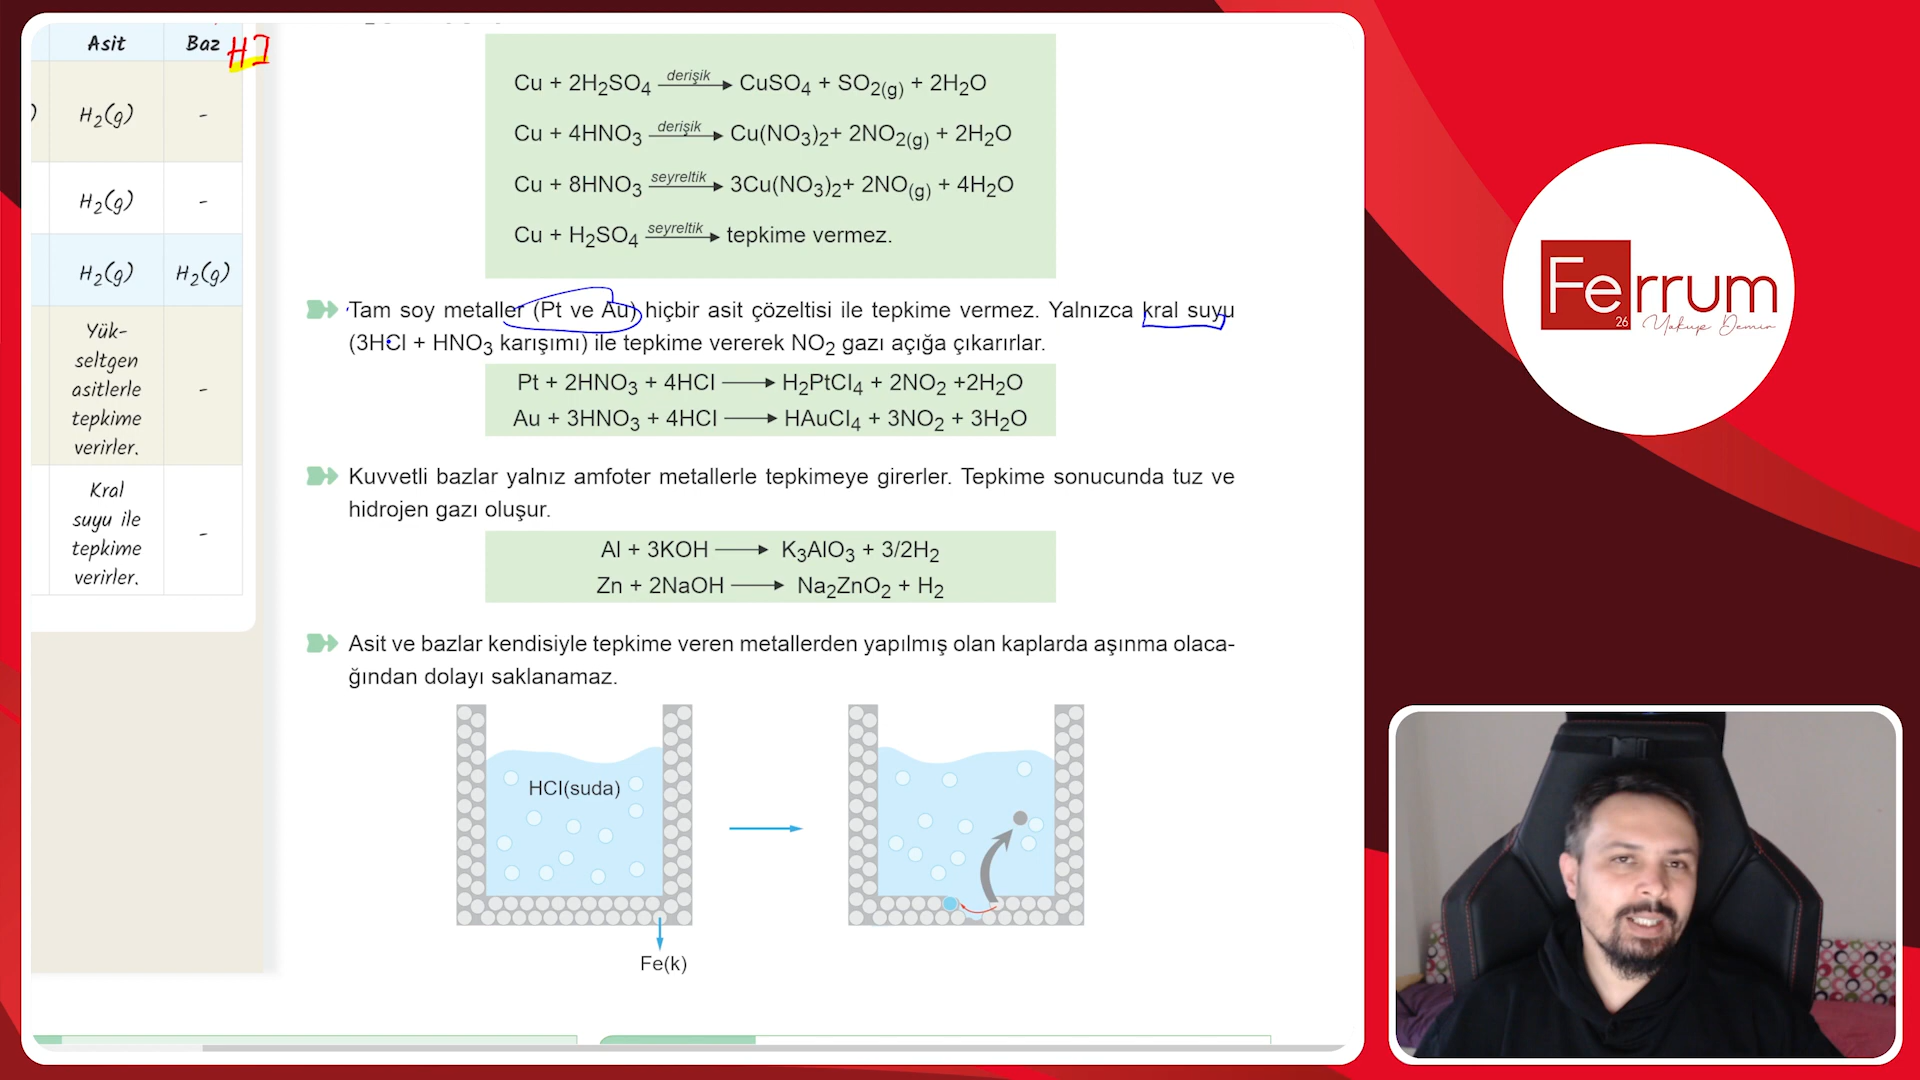 Asit Baz HI
H₂(g) -
H₂(g) -
H₂(g) H₂(g)
Yük-
seltgen
asitlerle
tepkime
verirler.
-
Kral
suyu ile
tepkime
verirler.
-
Cu + 2H₂SO₄ derişik → CuSO₄ + SO₂(g) + 2H₂O
Cu + 4HNO₃ derişik → Cu(NO₃)₂+ 2NO₂(g) + 2H₂O
Cu + 8HNO₃ seyreltik → 3Cu(NO₃)₂+ 2NO(g) + 4H₂O
Cu + H₂SO₄ seyreltik → tepkime vermez.
Tam soy metaller (Pt ve Au) hiçbir asit çözeltisi ile tepkime vermez. Yalnızca kral suyu
(3HCl + HNO₃ karışımı) ile tepkime vererek NO₂ gazı açığa çıkarırlar.
Pt + 2HNO₃ + 4HCl → H₂PtCl₄ + 2NO₂ +2H₂O
Au + 3HNO₃ + 4HCl → HAuCl₄ + 3NO₂ + 3H₂O
Kuvvetli bazlar yalnız amfoter metallerle tepkimeye girerler. Tepkime sonucunda tuz ve
hidrojen gazı oluşur.
Al + 3KOH → K₃AlO₃ + 3/2H₂
Zn + 2NaOH → Na₂ZnO₂ + H₂
Asit ve bazlar kendisiyle tepkime veren metallerden yapılmış olan kaplarda aşınma olaca-
ğından dolayı saklanamaz.
HCl(suda)
Fe(k)
Ferrum
26 Yakup Demir